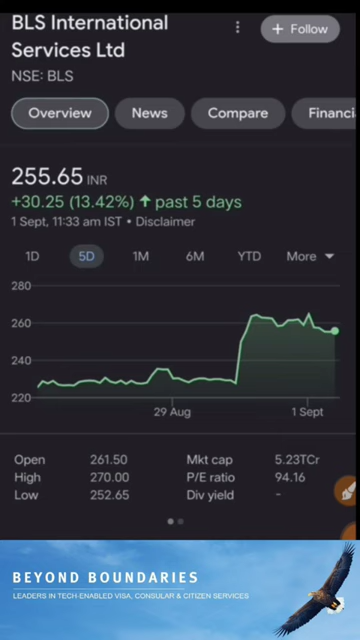 BLS International
Services Ltd
+ Follow
NSE: BLS
Overview
News
Compare
Financi
255.65 INR
+30.25 (13.42%) ↑ past 5 days
1 Sept, 11:33 am IST • Disclaimer
1D
5D
1M
6M
YTD
More
280
260
240
220
29 Aug
1 Sept
Open 261.50
Mkt cap 5.23TCr
High 270.00
P/E ratio 94.16
Low 252.65
Div yield -
BEYOND BOUNDARIES
LEADERS IN TECH-ENABLED VISA, CONSULAR & CITIZEN SERVICES